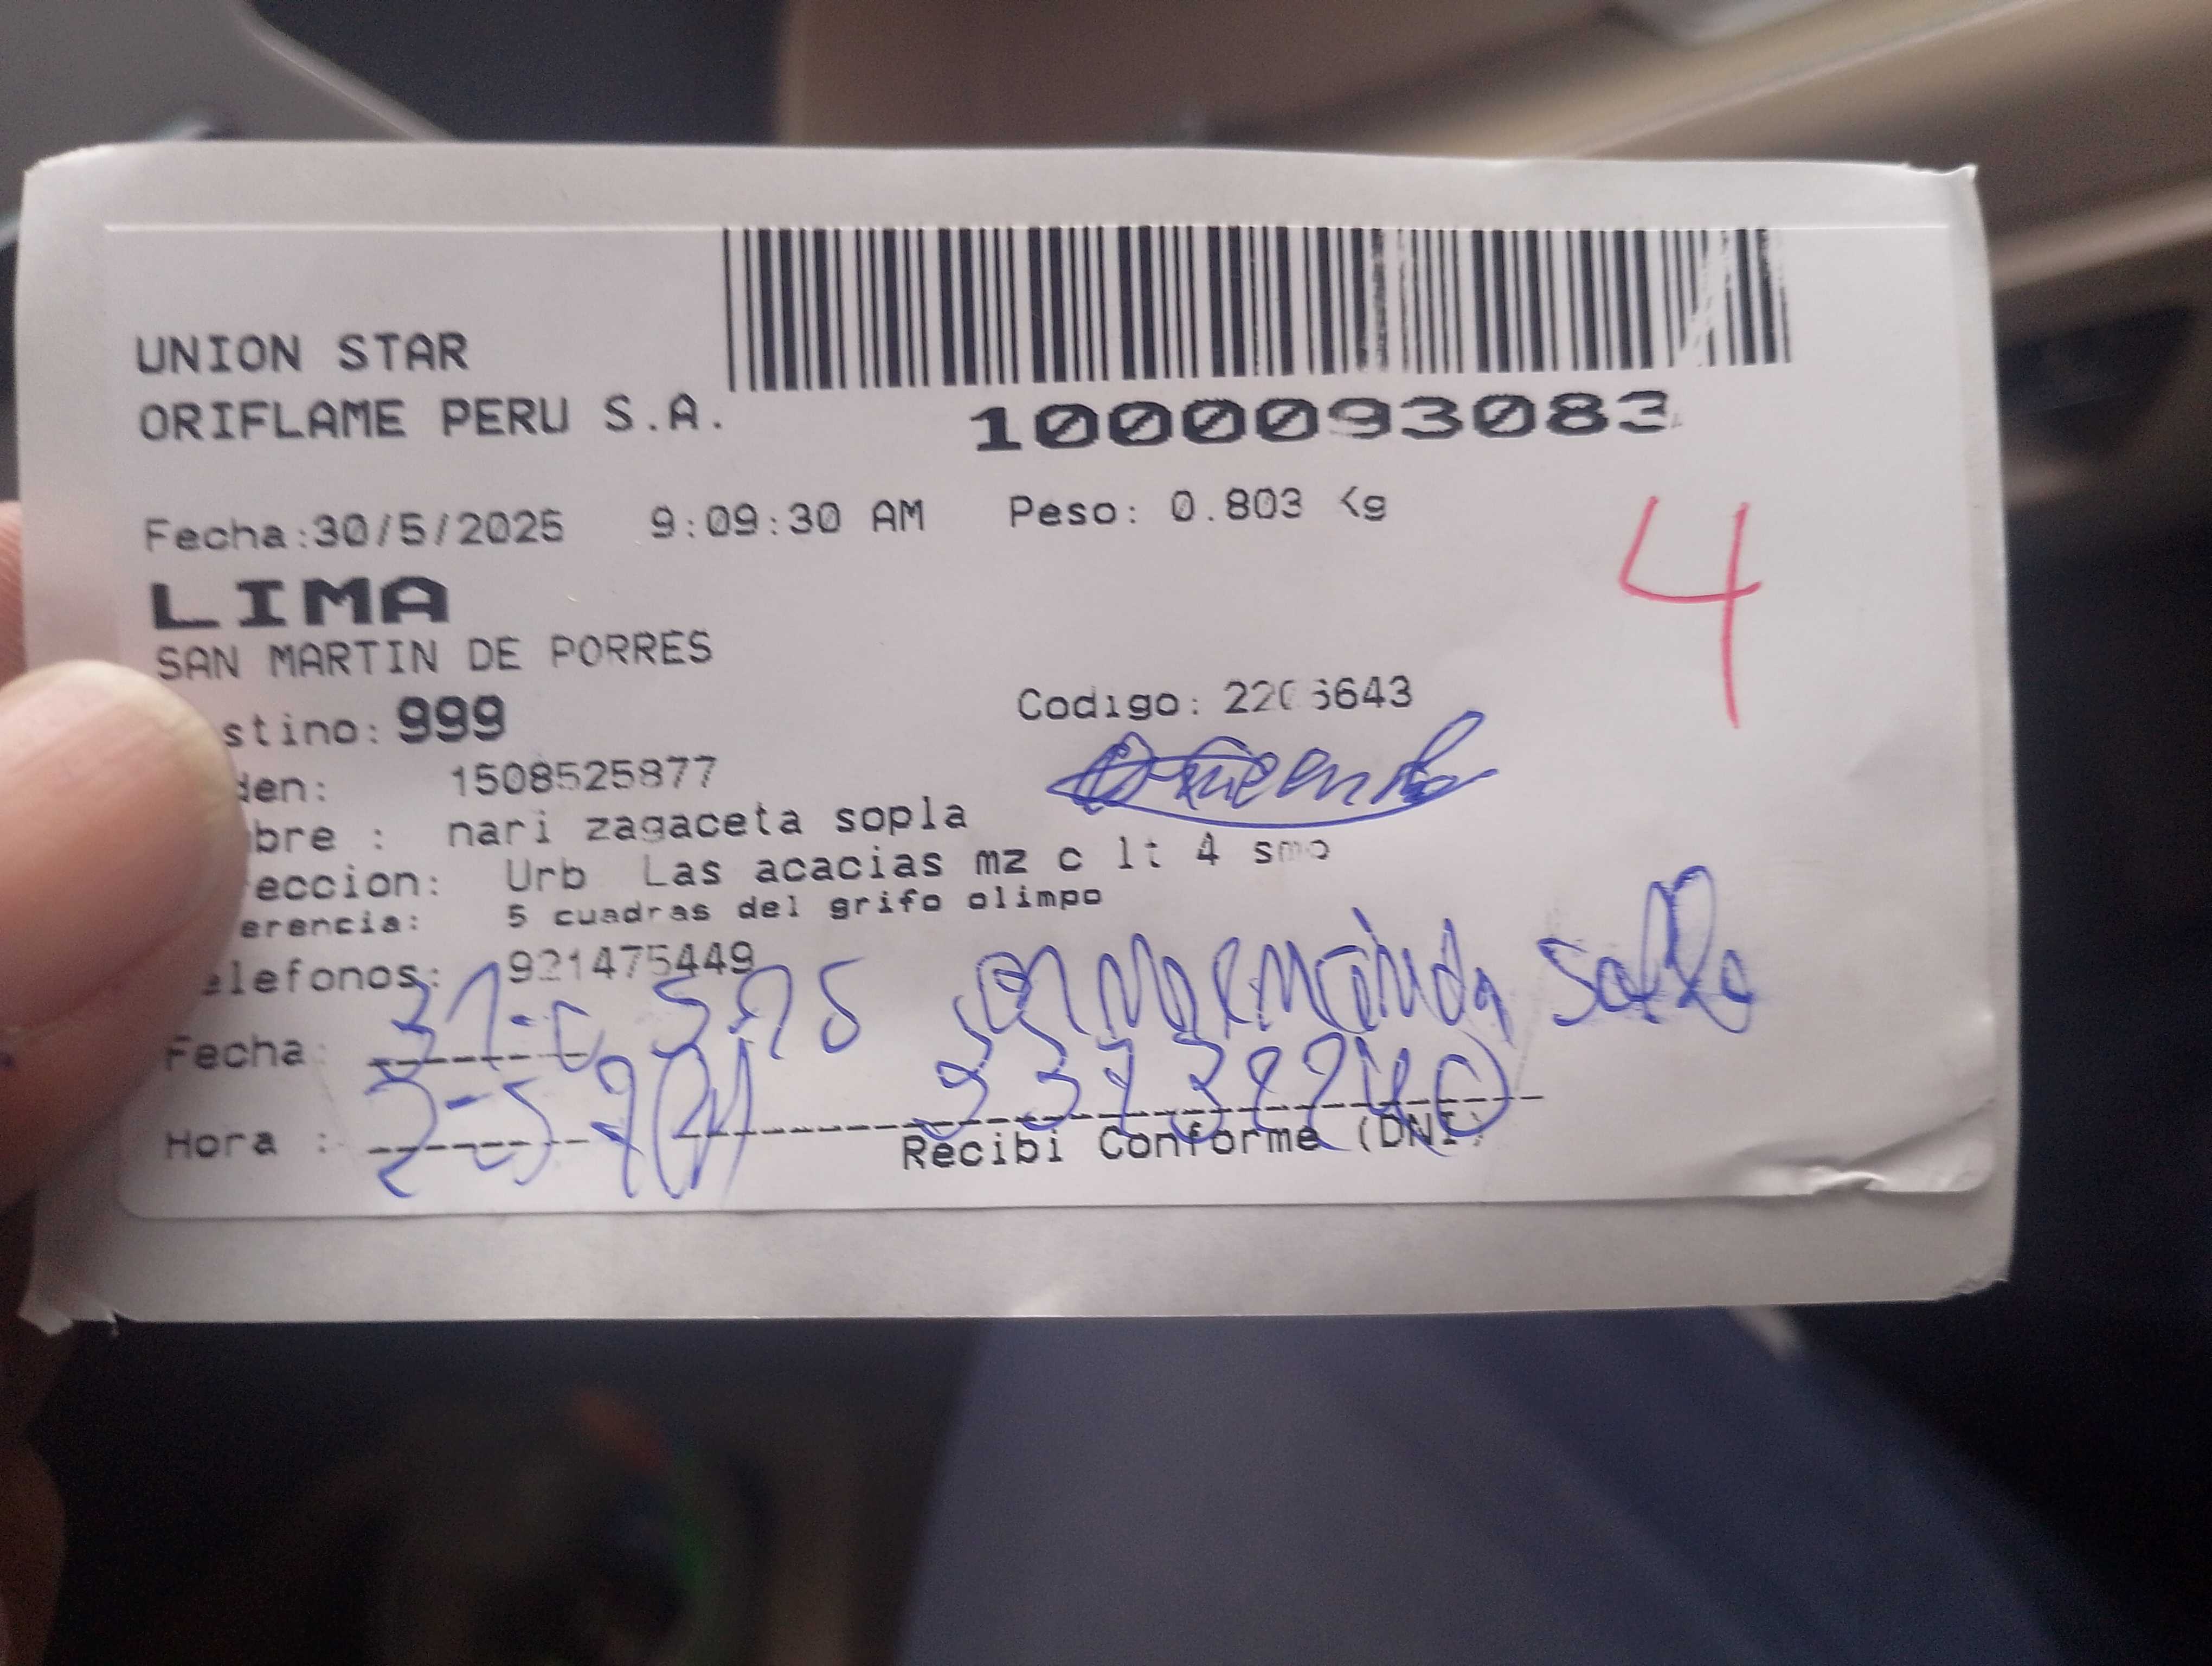 UNION STAR
ORIFLAME PERU S.A.
1000093083
Fecha:30/5/2025 9:09:30 AM Peso: 0.803 Kg
4
LIMA
SAN MARTIN DE PORRES
stino: 999 Codigo: 2206643
den: 1508525877
bre : nari zagaceta sopla
eccion: Urb Las acacias mz c lt 4 smp
erencia: 5 cuadras del grifo olimpo
elefonos: 921475449
Fecha:
Hora :
Recibi Conforme (DNI)